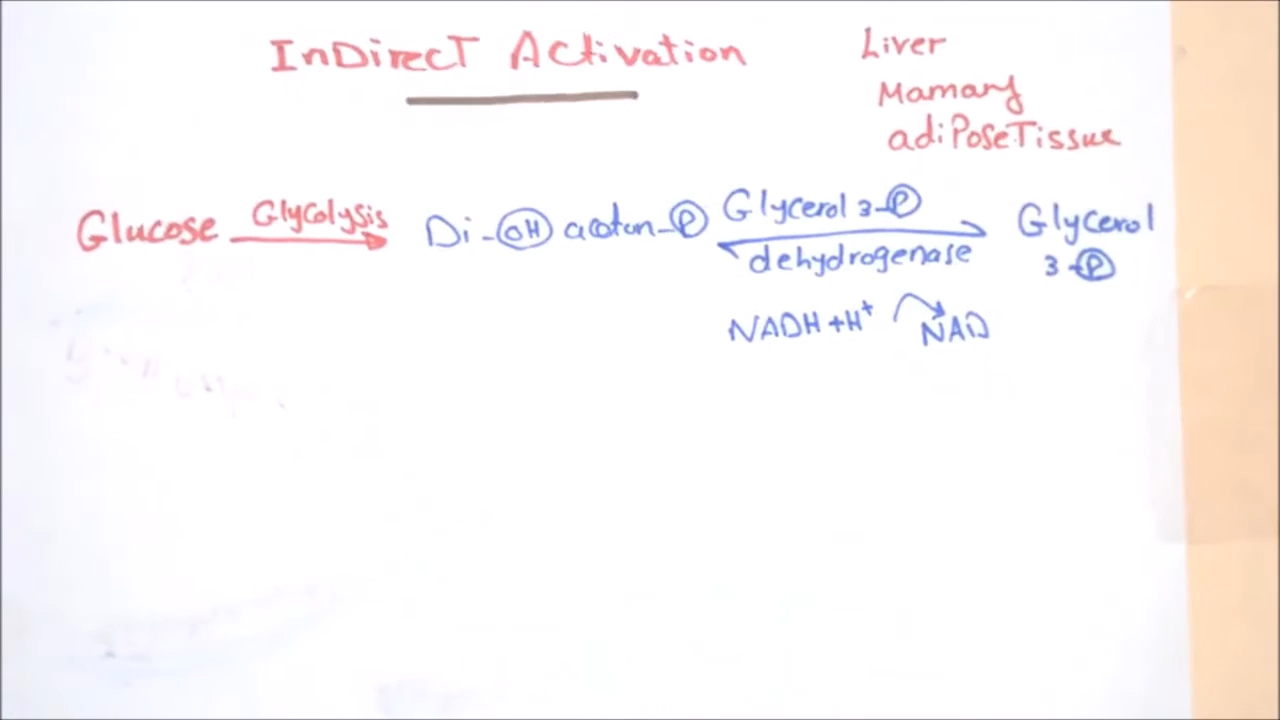 InDirecT Activation
Liver
Mamary
adiPoseTissue
Glucose Glycolysis Di-OH aceton-P Glycerol 3-P Glycerol
dehydrogenase 3-P
NADH+H+ NAD